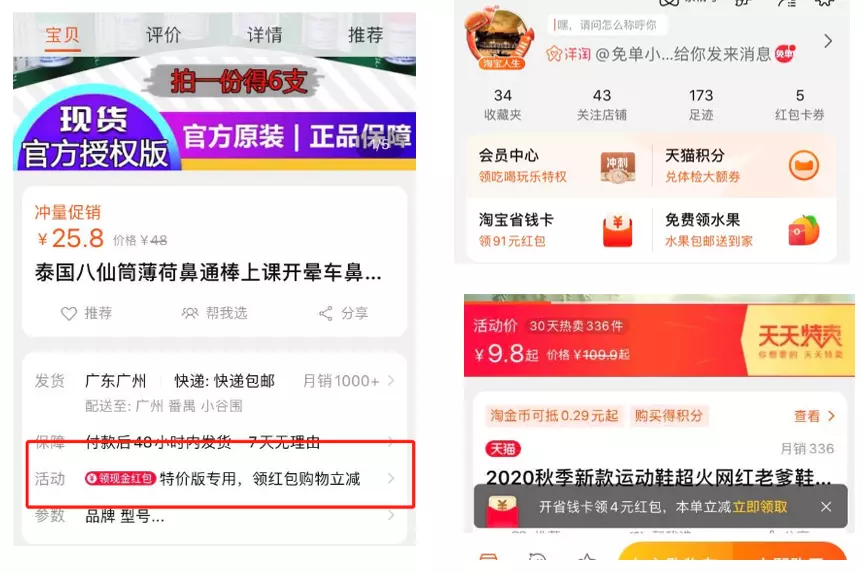 宝贝 评价 详情 推荐
拍一份得6支
现货
官方授权版
官方原装|正品保障
1/5
冲量促销
￥25.8 价格￥48
泰国八仙筒薄荷鼻通棒上课开晕车鼻...
推荐 帮我选 分享
发货 广东广州 快递: 快递包邮 月销1000+
配送至: 广州 番禺 小谷围
保障 付款后48小时内发货 7天无理由
活动 领现金红包 特价版专用，领红包购物立减
参数 品牌 型号...
嘿，请问怎么称呼你
淘宝人生
洋淘 @免单小...给你发来消息 免单
34 43 173 5
收藏夹 关注店铺 足迹 红包卡券
会员中心 天猫积分
领吃喝玩乐特权 冲刺 兑体检大额券
淘宝省钱卡 免费领水果
领91元红包 水果包邮送到家
活动价 30天热卖336件
￥9.8起 价格￥109.9起
天天特卖
你想要的 天天特卖
淘金币可抵0.29元起 购买得积分 查看
天猫 月销336
2020秋季新款运动鞋超火网红老爹鞋...
开省钱卡领4元红包，本单立减立即领取